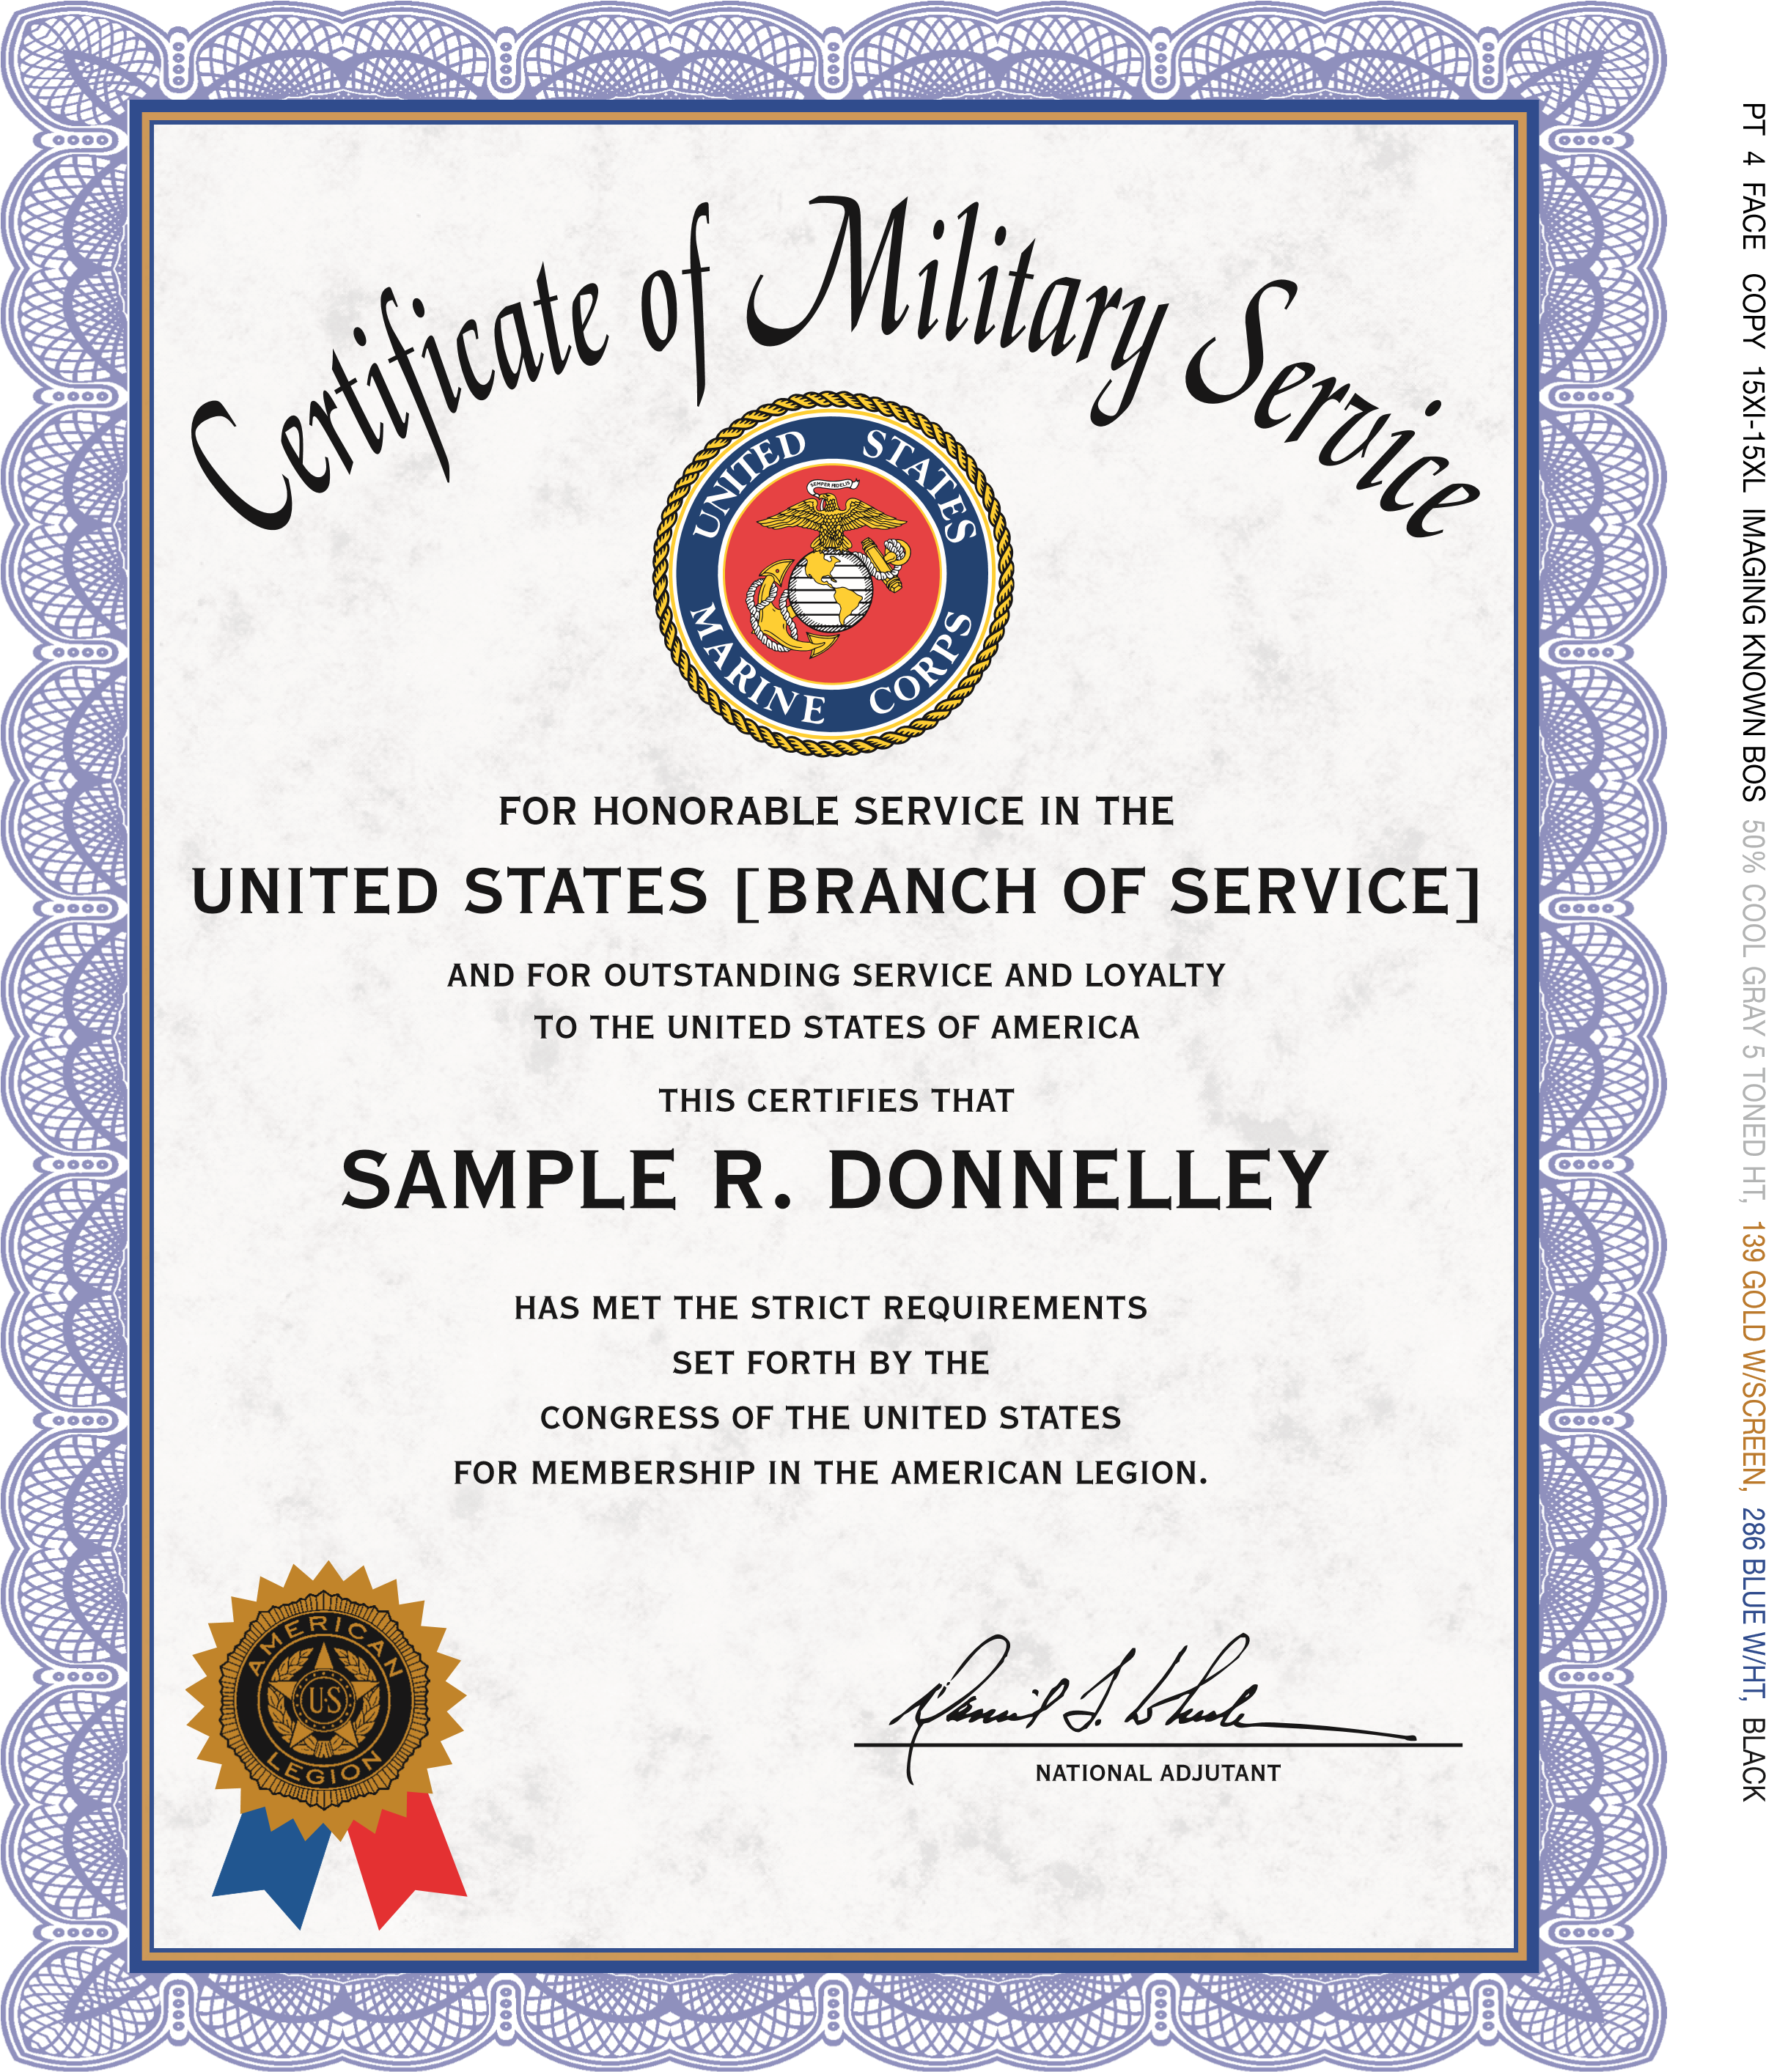 Certificate of Military Service
UNITED STATES
SEMPER FIDELIS
MARINE CORPS
FOR HONORABLE SERVICE IN THE
UNITED STATES [BRANCH OF SERVICE]
AND FOR OUTSTANDING SERVICE AND LOYALTY
TO THE UNITED STATES OF AMERICA
THIS CERTIFIES THAT
SAMPLE R. DONNELLEY
HAS MET THE STRICT REQUIREMENTS
SET FORTH BY THE
CONGRESS OF THE UNITED STATES
FOR MEMBERSHIP IN THE AMERICAN LEGION.
AMERICAN
U·S
LEGION
NATIONAL ADJUTANT
PT 4 FACE COPY 15XI-15XL IMAGING KNOWN BOS 50% COOL GRAY 5 TONED HT, 139 GOLD W/SCREEN, 286 BLUE W/HT, BLACK